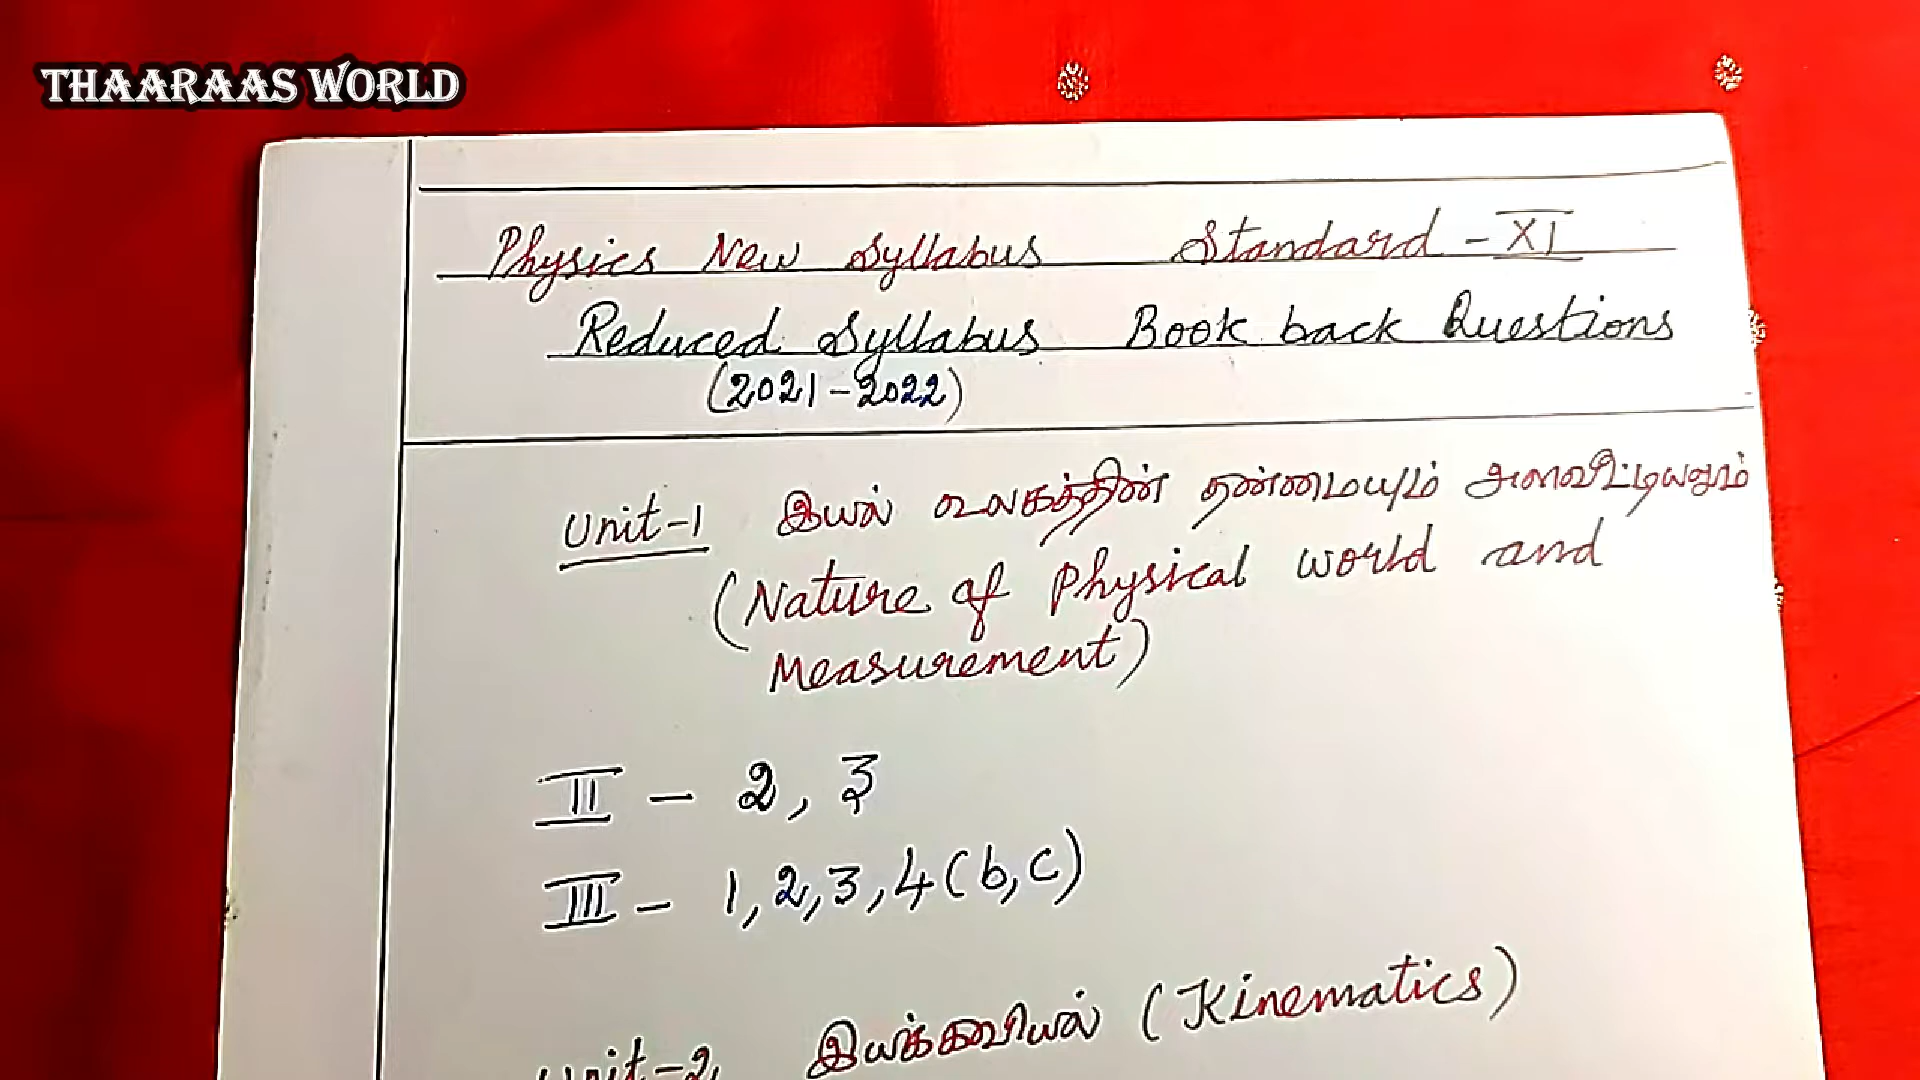 THAARAAS WORLD
Physics New Syllabus Standard - XI
Reduced Syllabus Book back Questions
(2021-2022)
Unit-1 இயல் உலகத்தின் தன்மையும் அளவீட்டியலும்
(Nature of Physical world and
Measurement)
II - 2, 3
III - 1, 2, 3, 4 (b, c)
Unit-2 இயக்கவியல் (Kinematics)